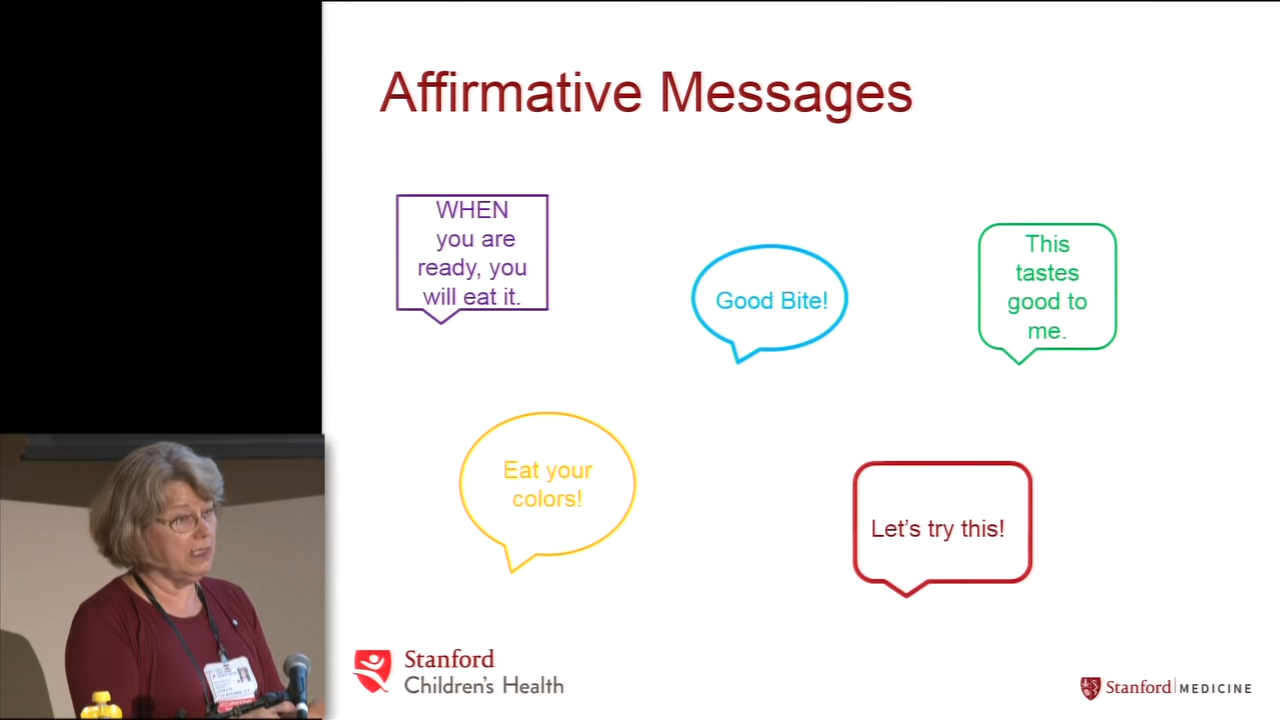 Affirmative Messages
WHEN
you are
ready, you
will eat it.
Good Bite!
This
tastes
good to
me.
Eat your
colors!
Let's try this!
Stanford
Children's Health
Stanford MEDICINE